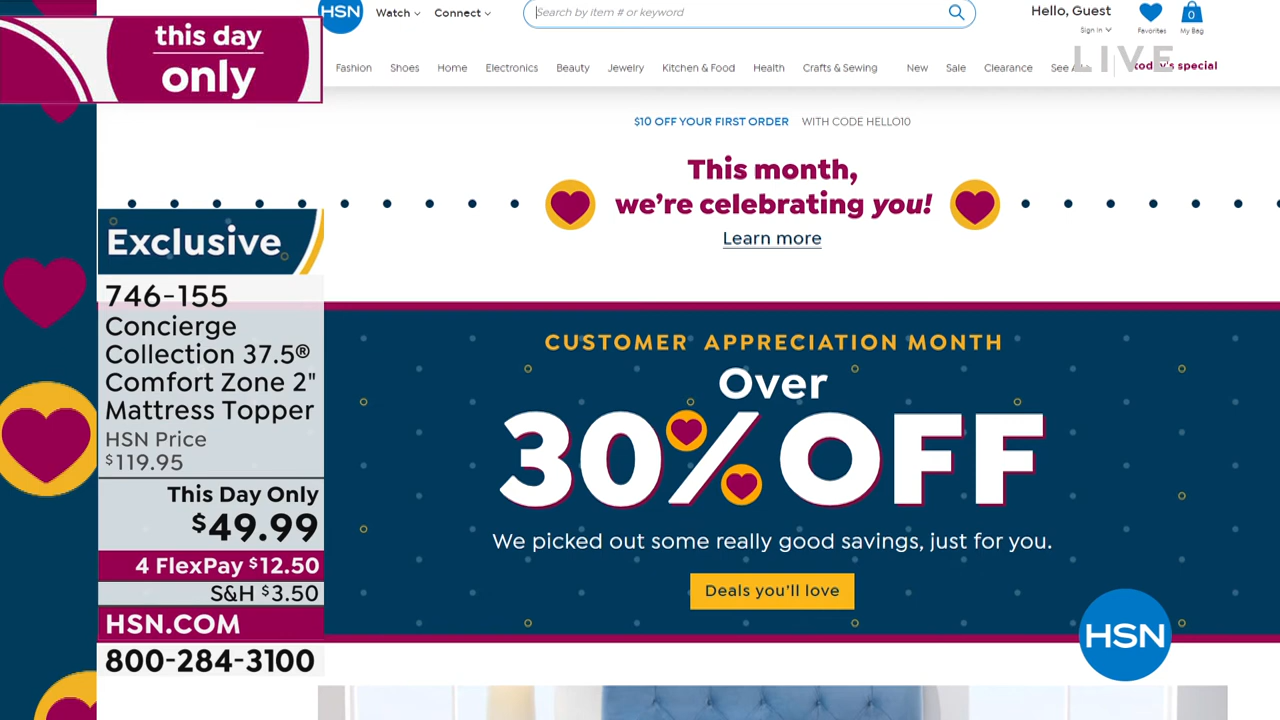 this day
only
Exclusive
746-155
Concierge
Collection 37.5®
Comfort Zone 2"
Mattress Topper
HSN Price
$119.95
This Day Only
$49.99
4 FlexPay $12.50
S&H $3.50
HSN.COM
800-284-3100
HSN
Watch
Connect
Search by item # or keyword
Hello, Guest
Sign in
Favorites
0
My Bag
LIVE
Fashion Shoes Home Electronics Beauty Jewelry Kitchen & Food Health Crafts & Sewing New Sale Clearance See today's special
$10 OFF YOUR FIRST ORDER WITH CODE HELLO10
This month,
we're celebrating you!
Learn more
CUSTOMER APPRECIATION MONTH
Over
30% OFF
We picked out some really good savings, just for you.
Deals you'll love
HSN